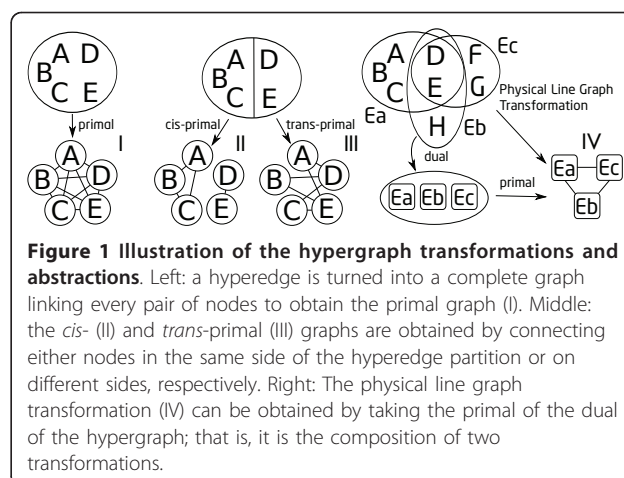 A D
B
C E
primal
I
A
B D
C E
A D
B
C E
cis-primal
trans-primal
II
III
A
B D
C E
A
B D
C E
A D F Ec
B
C E G
Ea H Eb
Physical Line Graph
Transformation
dual
Ea Eb Ec
primal
IV
Ea Ec
Eb
Figure 1 Illustration of the hypergraph transformations and
abstractions. Left: a hyperedge is turned into a complete graph
linking every pair of nodes to obtain the primal graph (I). Middle:
the cis- (II) and trans-primal (III) graphs are obtained by connecting
either nodes in the same side of the hyperedge partition or on
different sides, respectively. Right: The physical line graph
transformation (IV) can be obtained by taking the primal of the dual
of the hypergraph; that is, it is the composition of two
transformations.